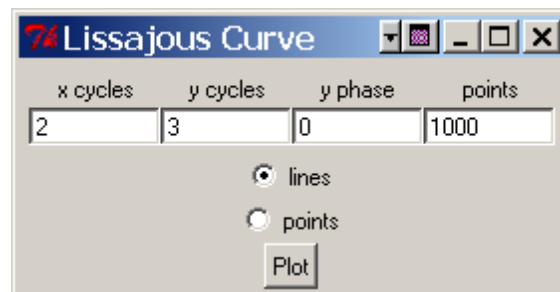 Lissajous Curve
x cycles y cycles y phase points
2 3 0 1000
lines
points
Plot